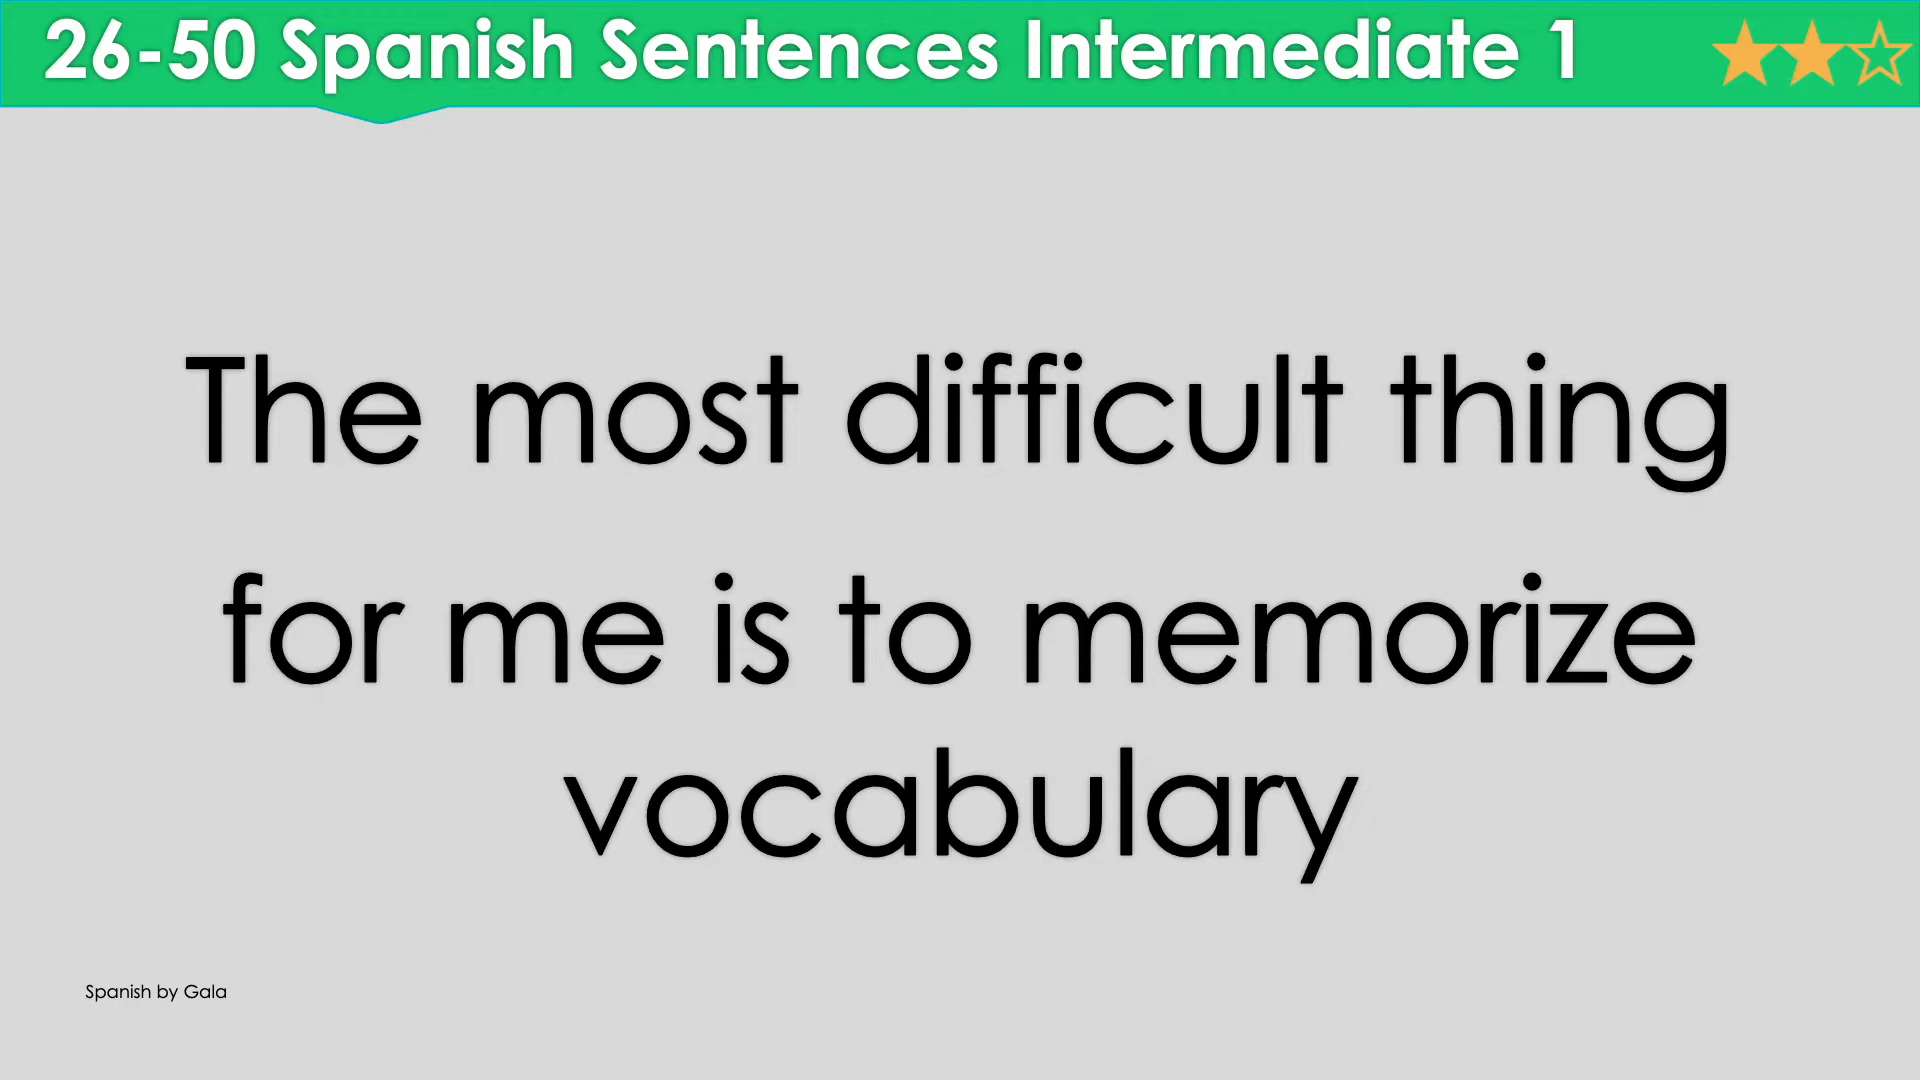 26-50 Spanish Sentences Intermediate 1
The most difficult thing
for me is to memorize
vocabulary
Spanish by Gala